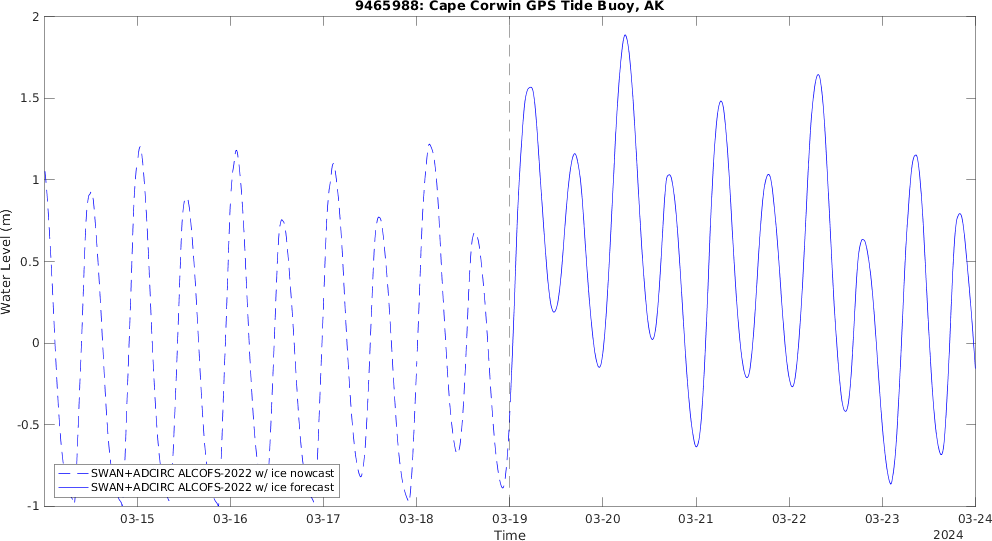 9465988: Cape Corwin GPS Tide Buoy, AK
Water Level (m)
2
1.5
1
0.5
0
-0.5
-1
SWAN+ADCIRC ALCOFS-2022 w/ ice nowcast
SWAN+ADCIRC ALCOFS-2022 w/ ice forecast
03-15 03-16 03-17 03-18 03-19 03-20 03-21 03-22 03-23 03-24
Time
2024